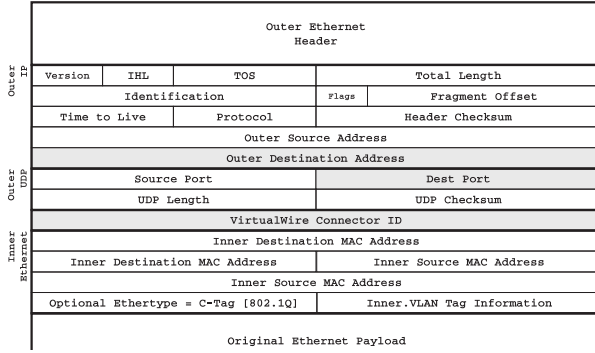 Outer Ethernet
Header
Outer
IP
Version IHL TOS Total Length
Identification Flags Fragment Offset
Time to Live Protocol Header Checksum
Outer Source Address
Outer Destination Address
Outer
UDP
Source Port Dest Port
UDP Length UDP Checksum
VirtualWire Connector ID
Inner
Ethernet
Inner Destination MAC Address
Inner Destination MAC Address Inner Source MAC Address
Inner Source MAC Address
Optional Ethertype = C-Tag [802.1Q] Inner.VLAN Tag Information
Original Ethernet Payload